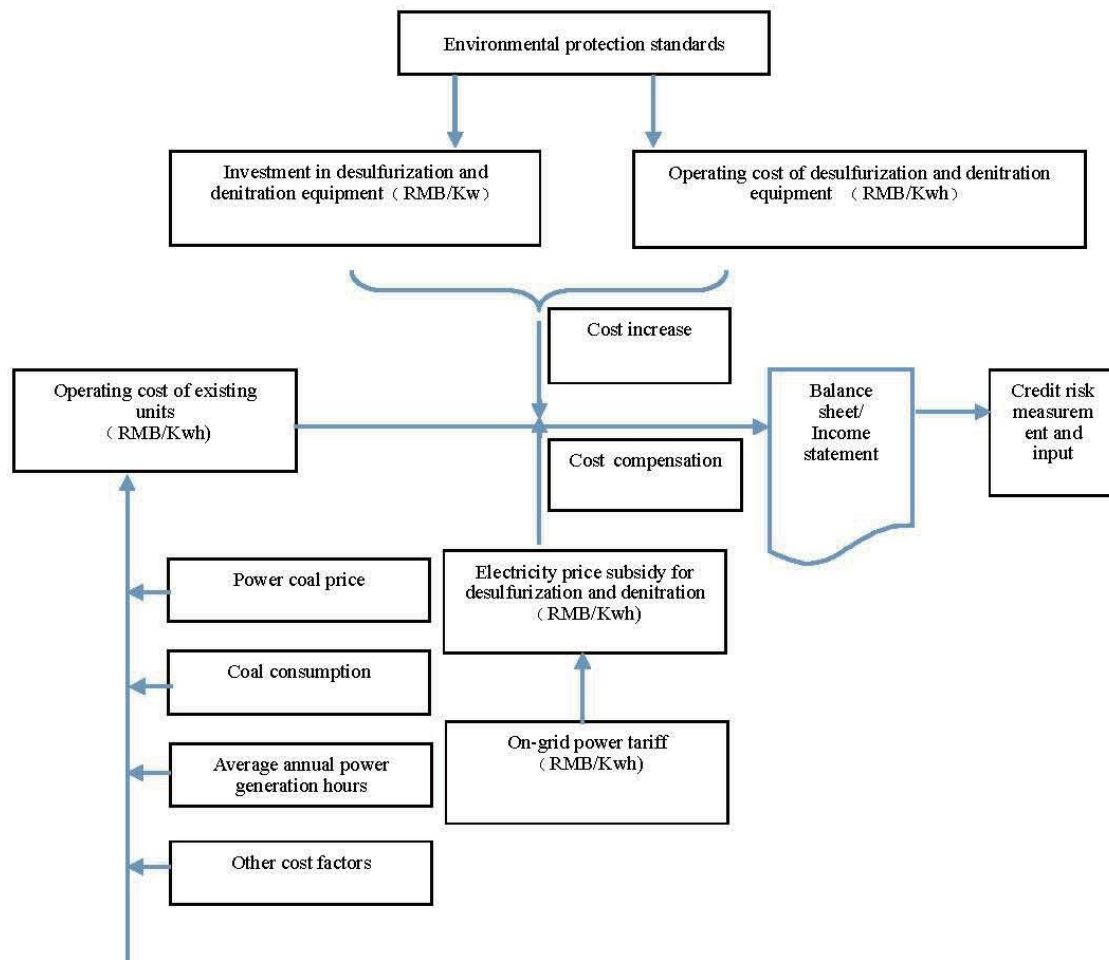 Environmental protection standards
Investment in desulfurization and
denitration equipment（RMB/Kw）
Operating cost of desulfurization and denitration
equipment （RMB/Kwh）
Cost increase
Operating cost of existing
units
（RMB/Kwh)
Balance
sheet/
Income
statement
Credit risk
measurem
ent and
input
Cost compensation
Power coal price
Electricity price subsidy for
desulfurization and denitration
（RMB/Kwh)
Coal consumption
On-grid power tariff
（RMB/Kwh)
Average annual power
generation hours
Other cost factors